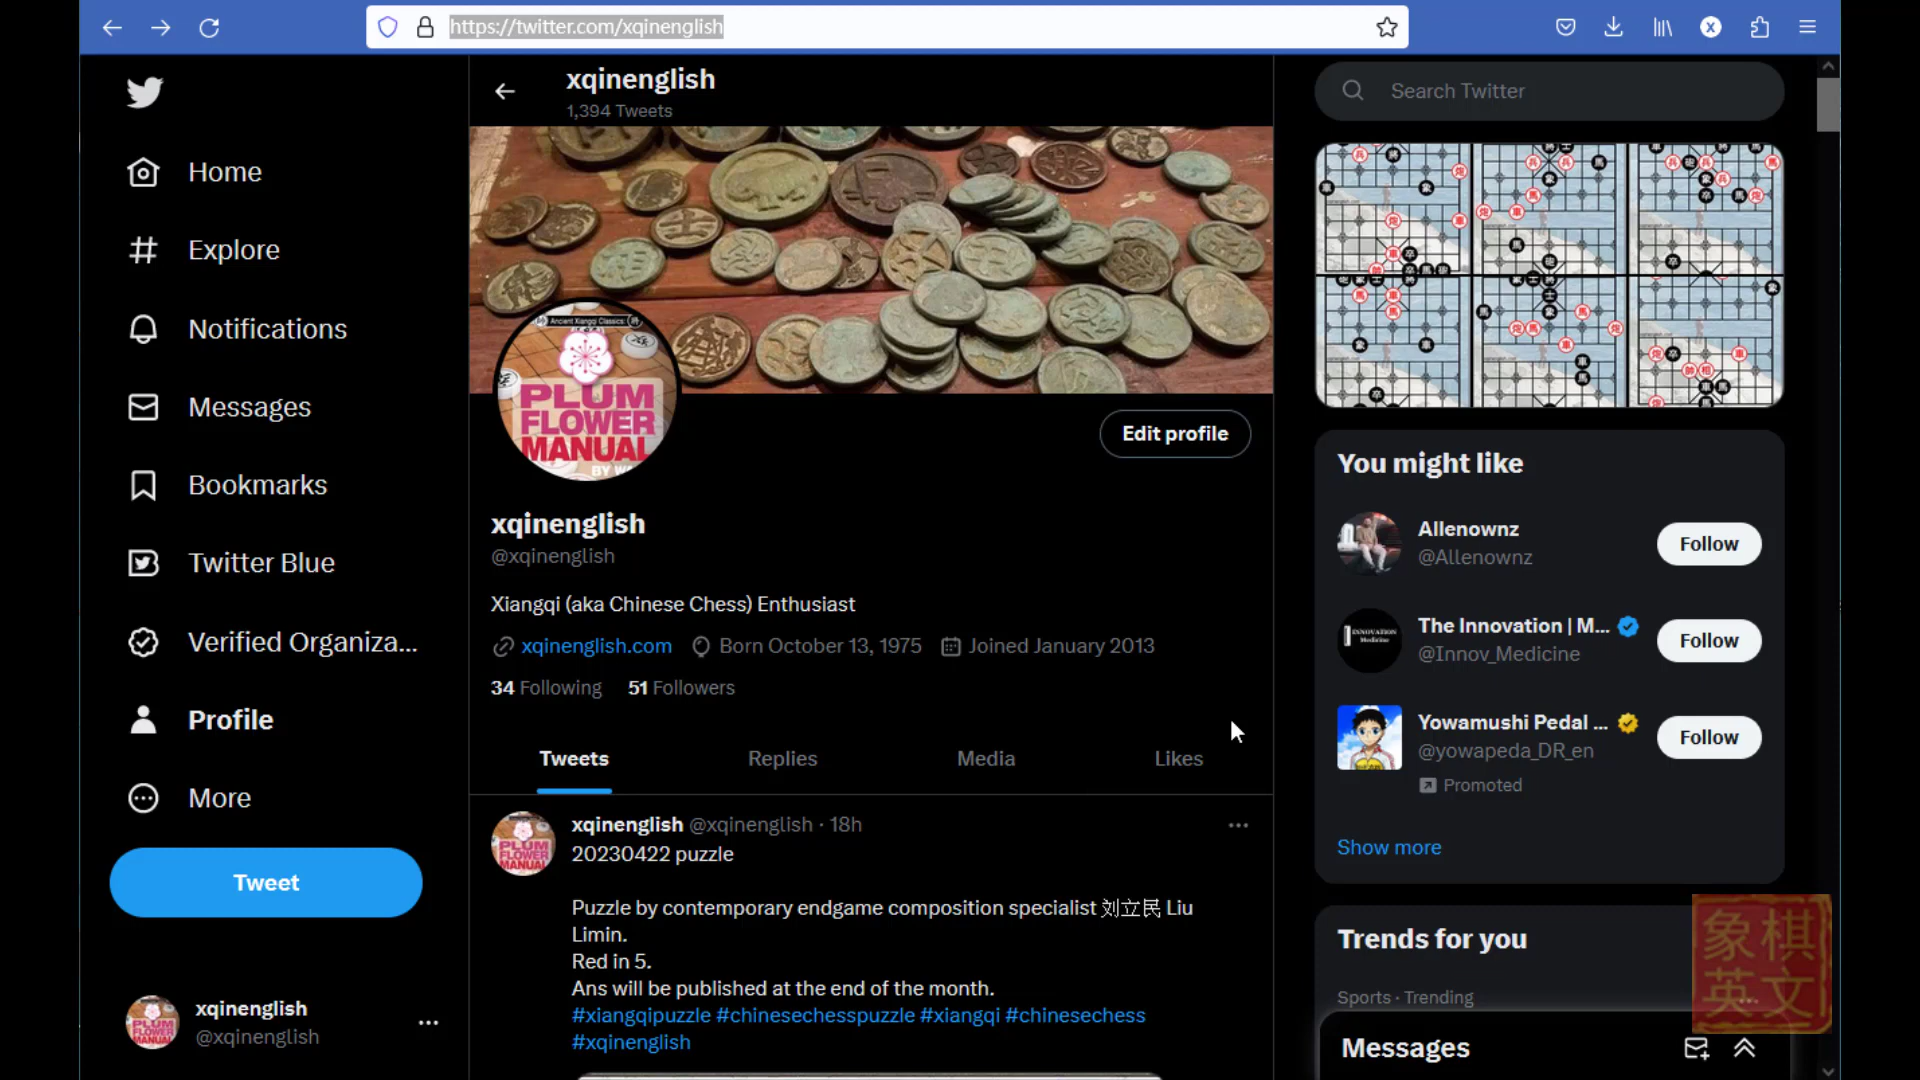 https://twitter.com/xqinenglish
xqinenglish
1,394 Tweets
Search Twitter
Home
Explore
Notifications
Messages
Bookmarks
Twitter Blue
Verified Organiza...
Profile
More
Tweet
xqinenglish
@xqinenglish
Ancient Xiangqi Classics:
PLUM
FLOWER
MANUAL
Edit profile
xqinenglish
@xqinenglish
Xiangqi (aka Chinese Chess) Enthusiast
xqinenglish.com Born October 13, 1975 Joined January 2013
34 Following 51 Followers
Tweets Replies Media Likes
xqinenglish @xqinenglish · 18h
20230422 puzzle
Puzzle by contemporary endgame composition specialist 刘立民 Liu
Limin.
Red in 5.
Ans will be published at the end of the month.
#xiangqipuzzle #chinesechesspuzzle #xiangqi #chinesechess
#xqinenglish
You might like
Allenownz
@Allenownz
Follow
The Innovation | M...
@Innov_Medicine
Follow
Yowamushi Pedal ...
@yowapeda_DR_en
Promoted
Follow
Show more
Trends for you
Sports · Trending
Messages
象棋
英文